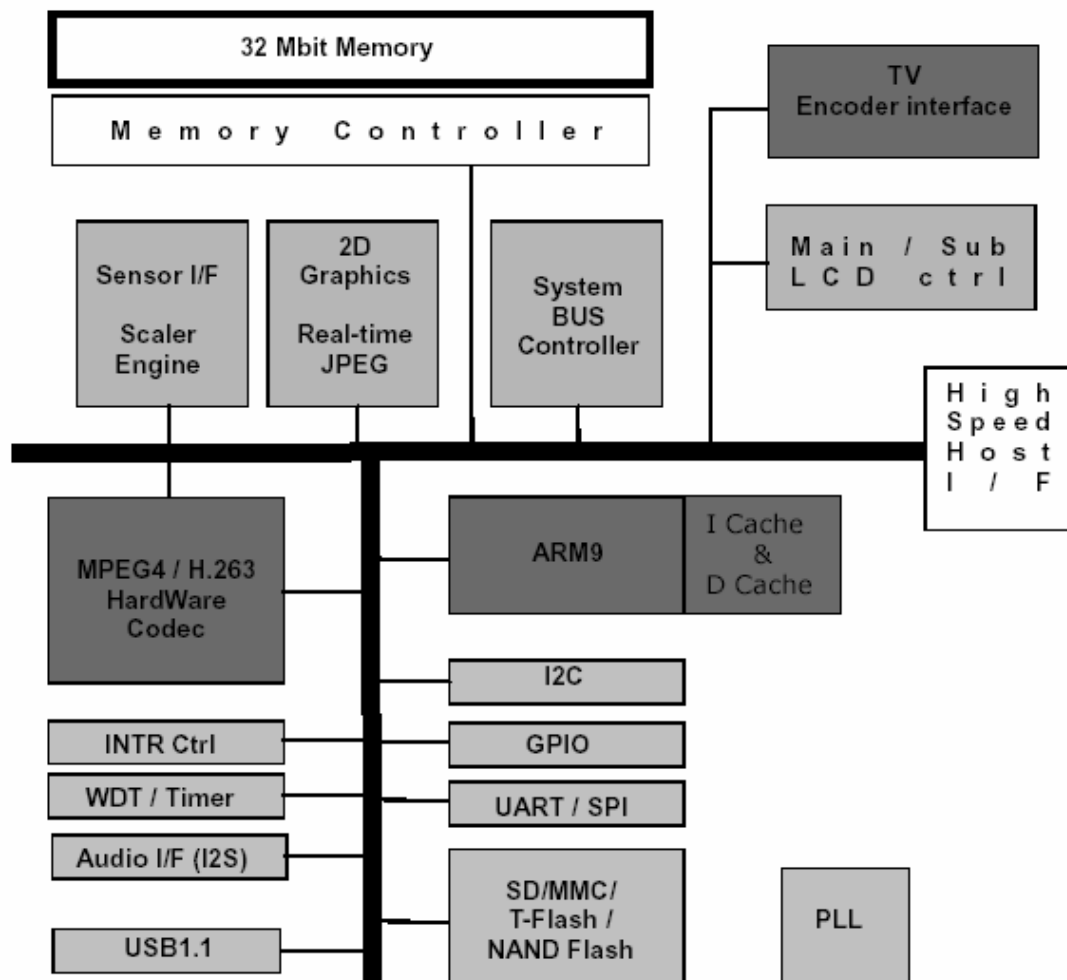 32 Mbit Memory
Memory Controller
TV
Encoder interface
Main / Sub
LCD ctrl
Sensor I/F
Scaler
Engine
2D
Graphics
Real-time
JPEG
System
BUS
Controller
High
Speed
Host
I / F
MPEG4 / H.263
HardWare
Codec
ARM9
I Cache
&
D Cache
I2C
INTR Ctrl
GPIO
WDT / Timer
UART / SPI
Audio I/F (I2S)
SD/MMC/
T-Flash /
NAND Flash
PLL
USB1.1